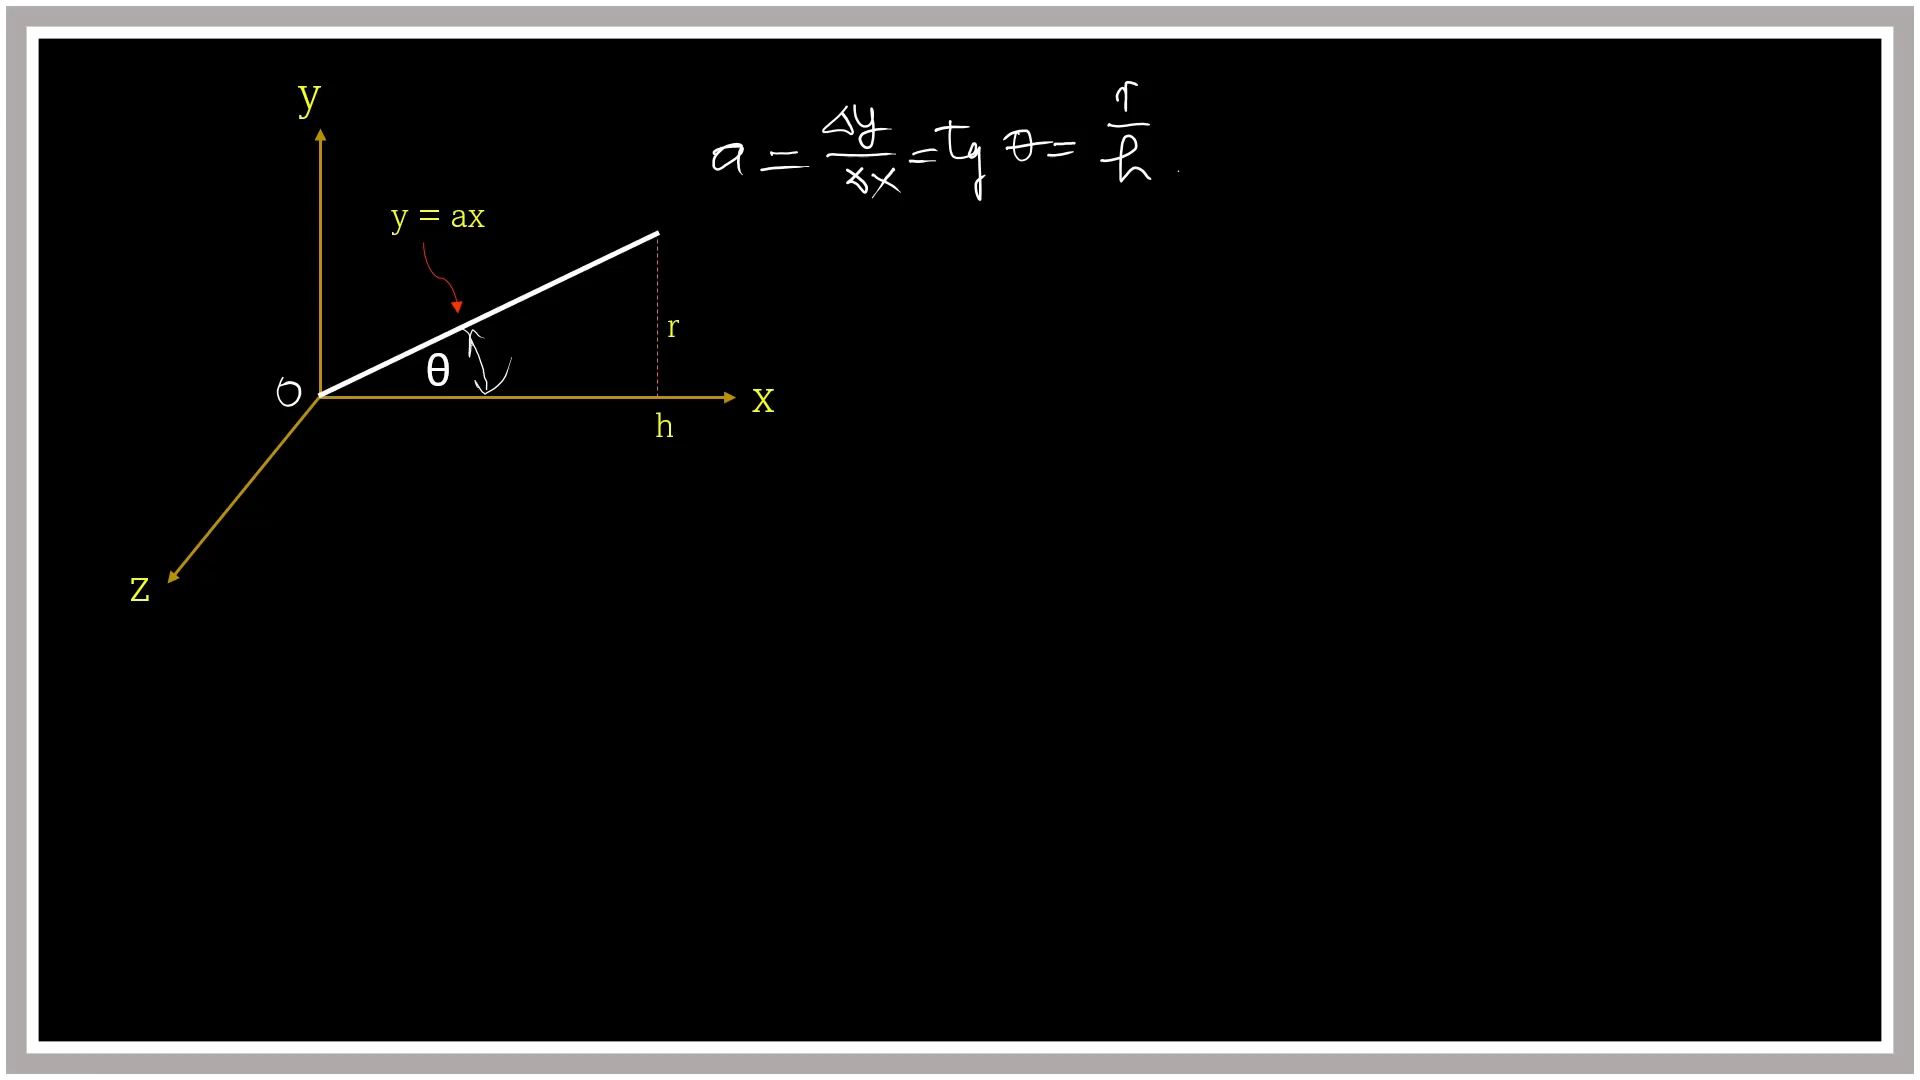 y
a = Δy/Δx = tg θ = r/h
y = ax
r
θ
O
x
h
z